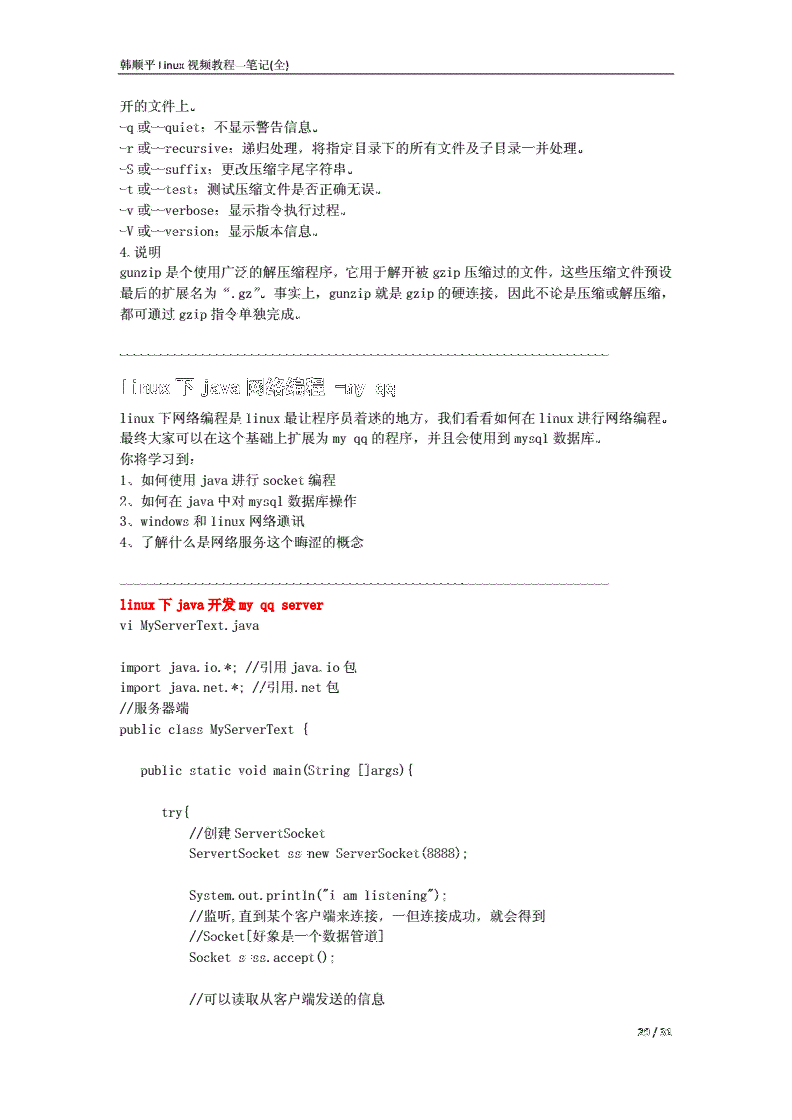 韩顺平 linux 视频教程—笔记(全)
开的文件上。
-q 或--quiet：不显示警告信息。
-r 或--recursive：递归处理，将指定目录下的所有文件及子目录一并处理。
-S 或--suffix：更改压缩字尾字符串。
-t 或--test：测试压缩文件是否正确无误。
-v 或--verbose：显示指令执行过程。
-V 或--version：显示版本信息。
4.说明
gunzip 是个使用广泛的解压缩程序，它用于解开被 gzip 压缩过的文件，这些压缩文件预设
最后的扩展名为“.gz”。事实上，gunzip 就是 gzip 的硬连接，因此不论是压缩或解压缩，
都可通过 gzip 指令单独完成。
linux 下 java 网络编程 -my qq
linux 下网络编程是 linux 最让程序员着迷的地方，我们看看如何在 linux 进行网络编程。
最终大家可以在这个基础上扩展为 my qq 的程序，并且会使用到 mysql 数据库。
你将学习到：
1、如何使用 java 进行 socket 编程
2、如何在 java 中对 mysql 数据库操作
3、windows 和 linux 网络通讯
4、了解什么是网络服务这个晦涩的概念
linux 下 java 开发 my qq server
vi MyServerText.java
import java.io.*; //引用 java.io 包
import java.net.*; //引用.net 包
//服务器端
public class MyServerText {
public static void main(String []args){
try{
//创建 ServertSocket
ServertSocket ss new ServerSocket(8888);
System.out.println("i am listening");
//监听,直到某个客户端来连接，一但连接成功，就会得到
//Socket[好象是一个数据管道]
Socket s ss.accept();
//可以读取从客户端发送的信息